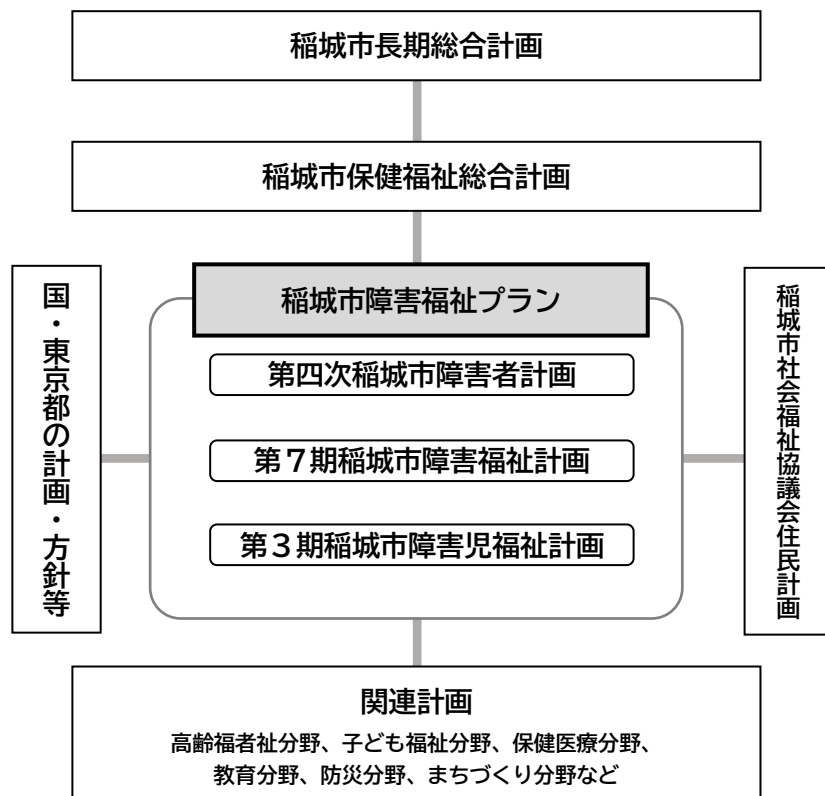 稲城市長期総合計画
稲城市保健福祉総合計画
国・東京都の計画・方針等
稲城市障害福祉プラン
第四次稲城市障害者計画
第７期稲城市障害福祉計画
第３期稲城市障害児福祉計画
稲城市社会福祉協議会住民計画
関連計画
高齢福者祉分野、子ども福祉分野、保健医療分野、
教育分野、防災分野、まちづくり分野など